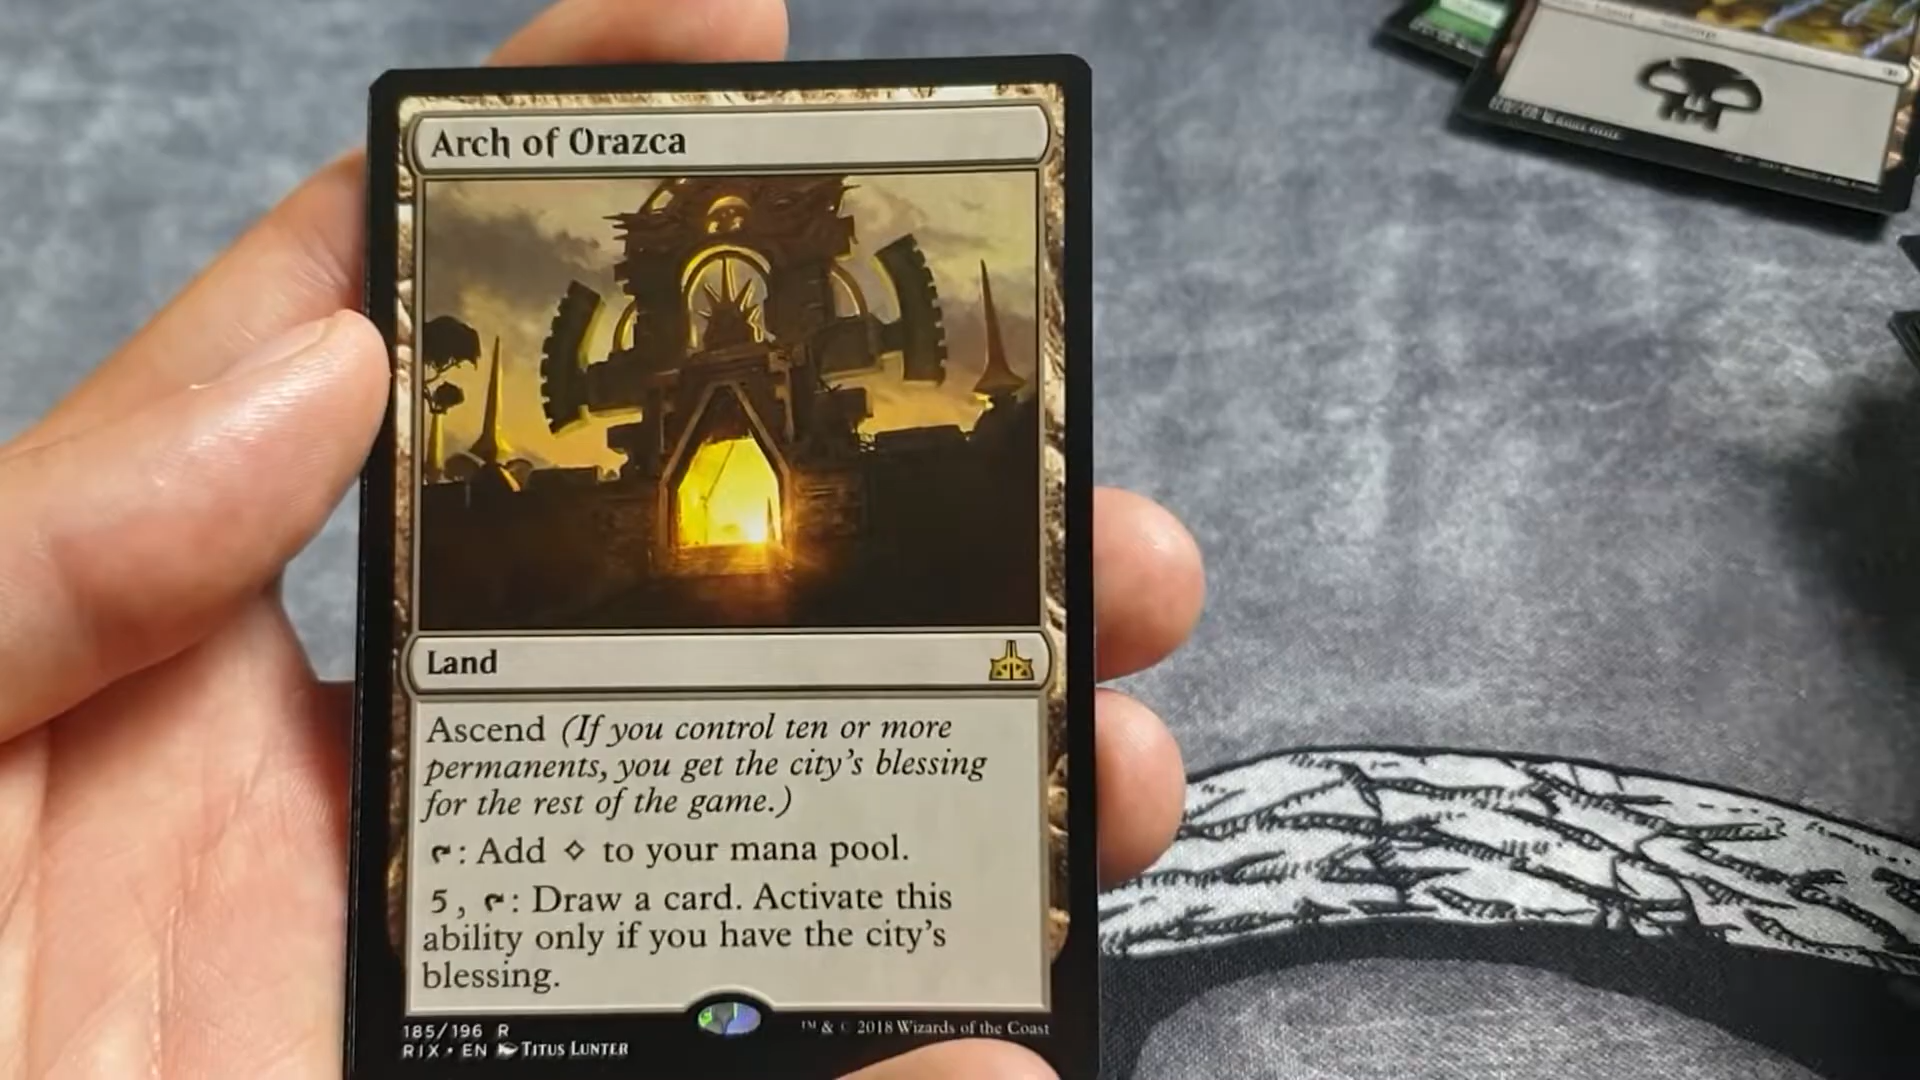 Arch of Orazca
Land
Ascend (If you control ten or more
permanents, you get the city's blessing
for the rest of the game.)
: Add to your mana pool.
5, : Draw a card. Activate this
ability only if you have the city's
blessing.
185/196 R
RIX • EN TITUS LUNTER
™ & © 2018 Wizards of the Coast